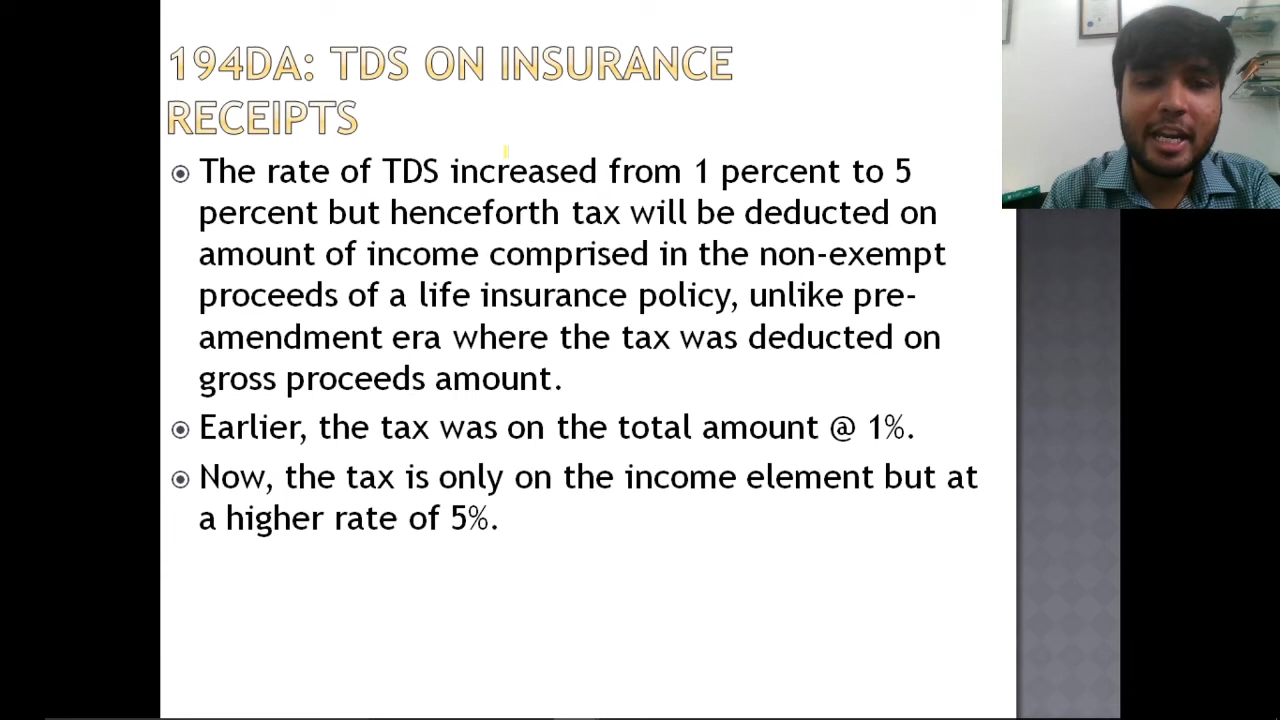 194DA: TDS ON INSURANCE
RECEIPTS
The rate of TDS increased from 1 percent to 5
percent but henceforth tax will be deducted on
amount of income comprised in the non-exempt
proceeds of a life insurance policy, unlike pre-
amendment era where the tax was deducted on
gross proceeds amount.
Earlier, the tax was on the total amount @ 1%.
Now, the tax is only on the income element but at
a higher rate of 5%.